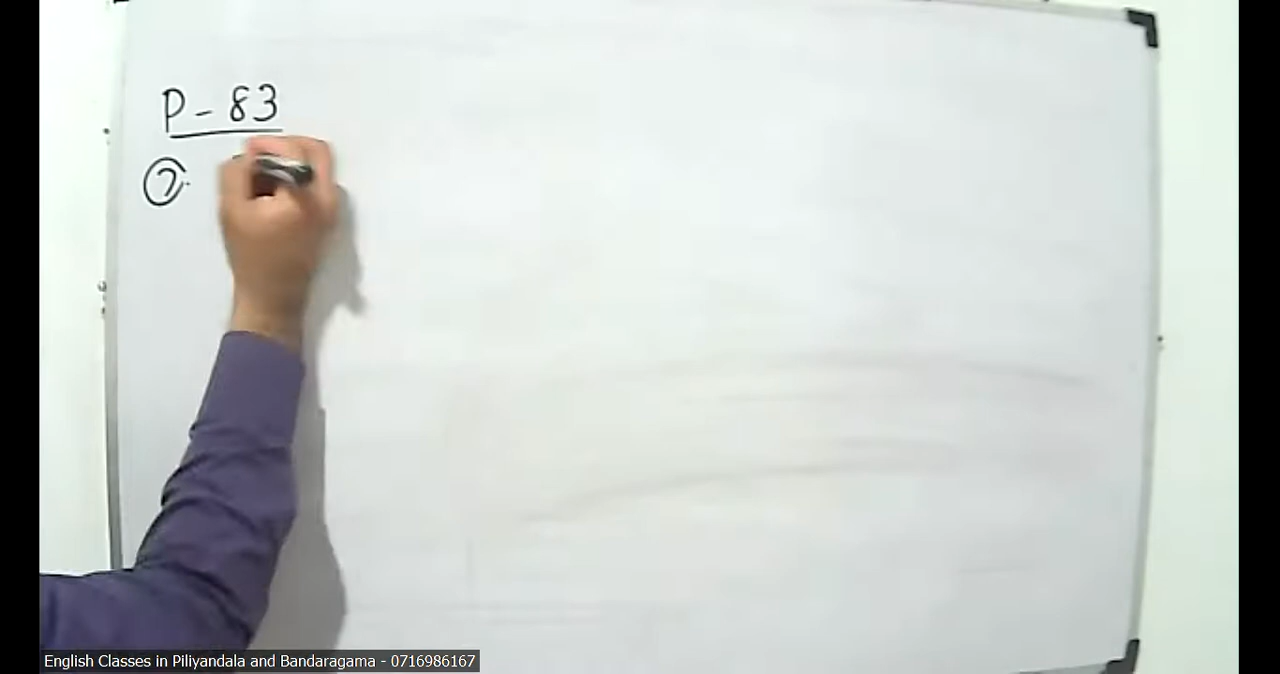 P - 83
②
English Classes in Piliyandala and Bandaragama - 0716986167